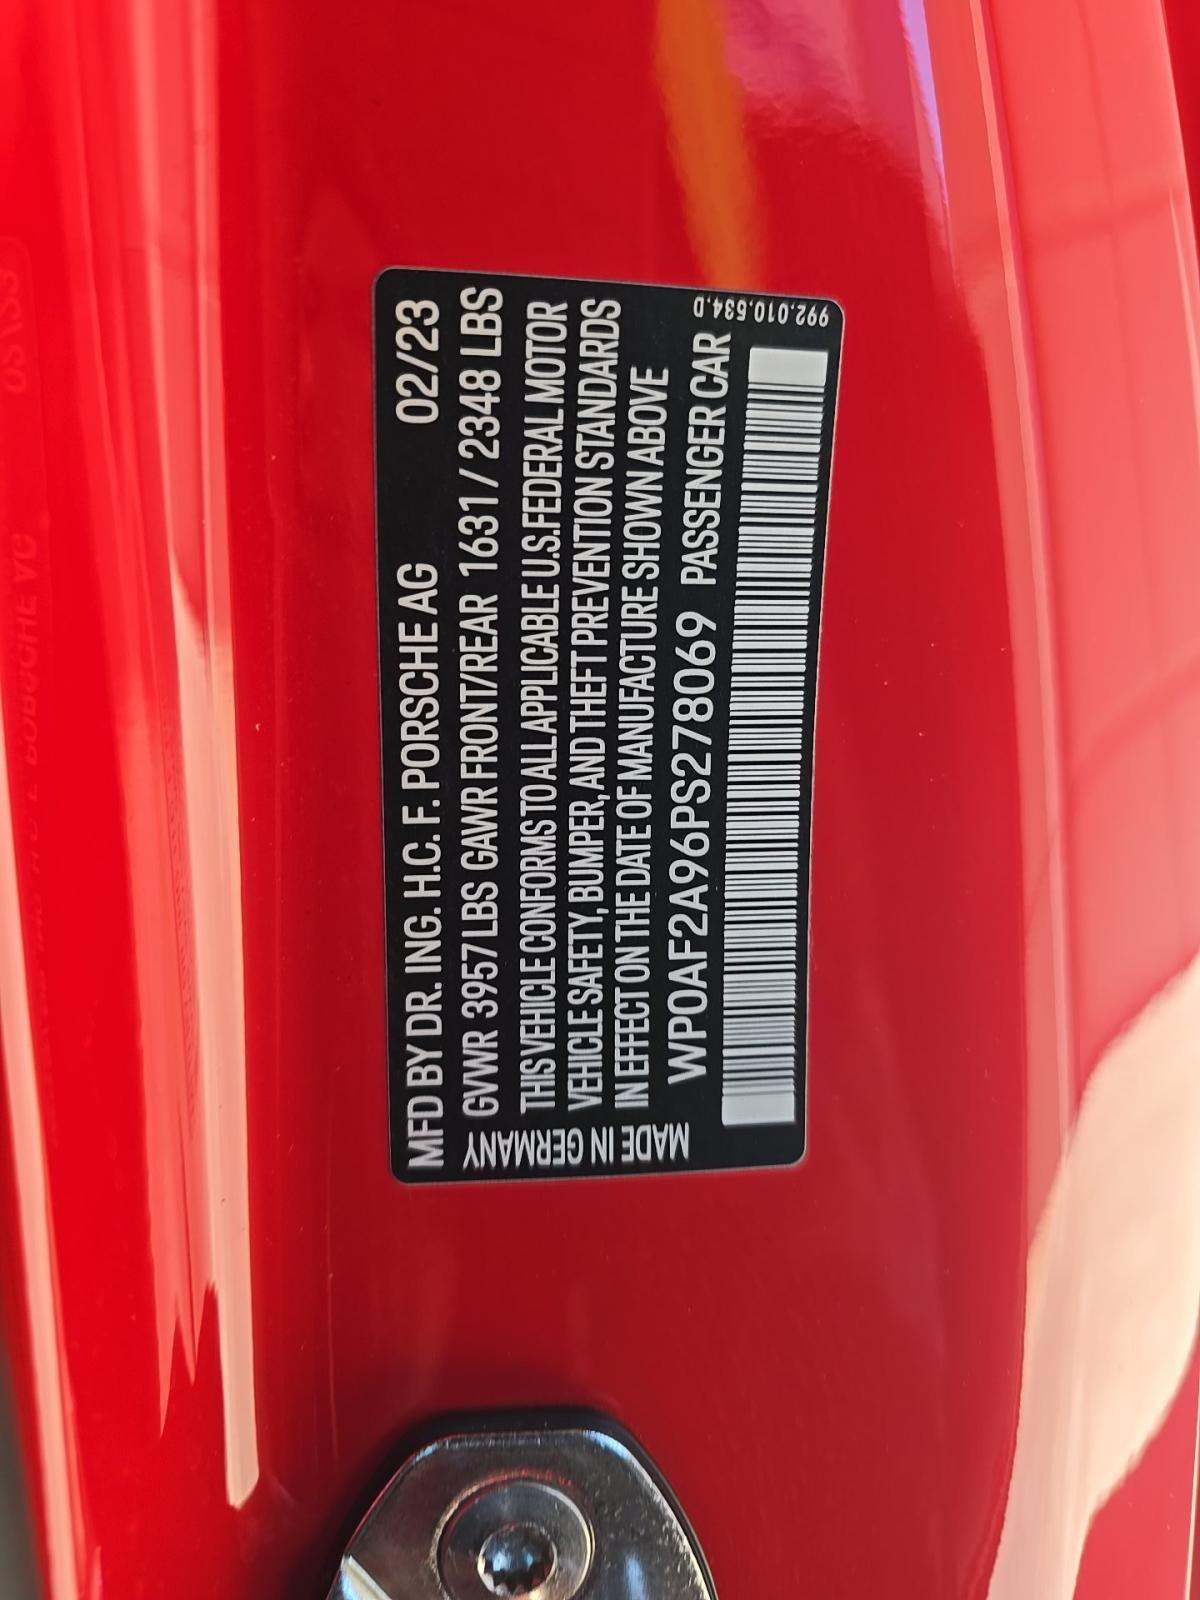 MFD BY DR. ING. H.C. F. PORSCHE AG 02/23
GVWR 3957 LBS GAWR FRONT/REAR 1631 / 2348 LBS
THIS VEHICLE CONFORMS TO ALL APPLICABLE U.S. FEDERAL MOTOR
VEHICLE SAFETY, BUMPER, AND THEFT PREVENTION STANDARDS
IN EFFECT ON THE DATE OF MANUFACTURE SHOWN ABOVE
WP0AF2A96PS278069 PASSENGER CAR
MADE IN GERMANY
992.010.534.D